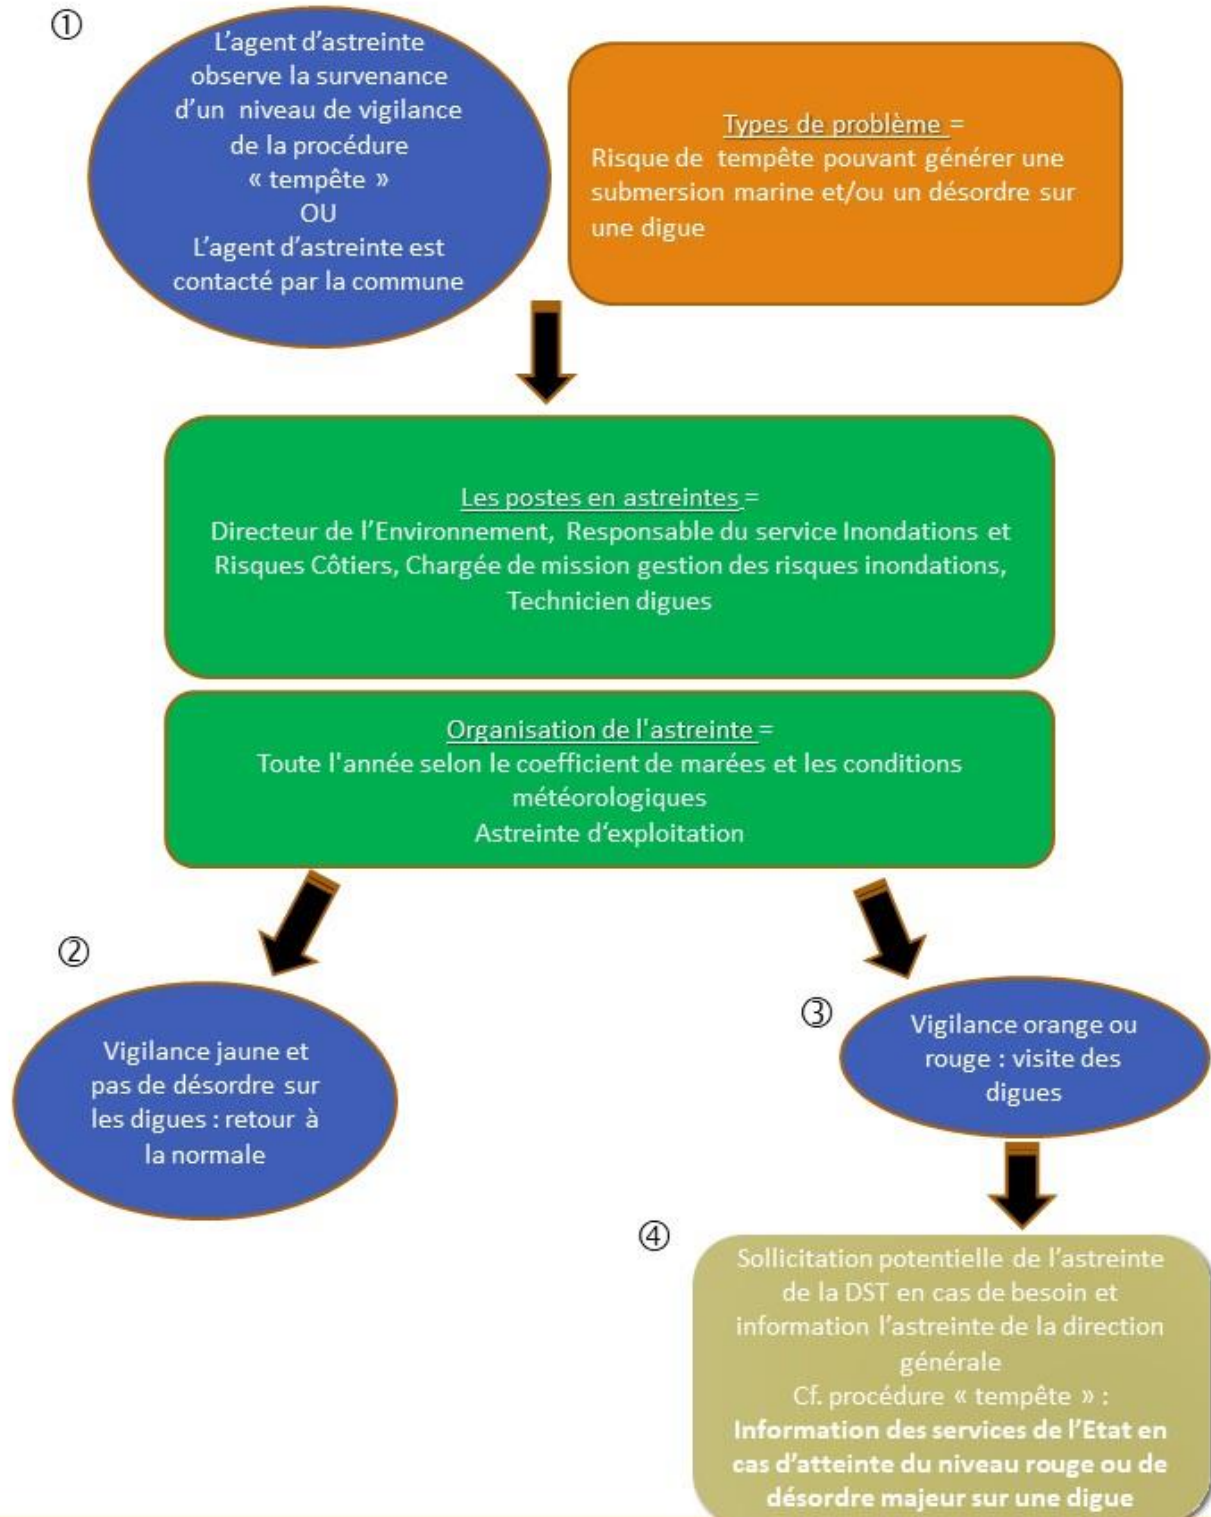 ①
L’agent d’astreinte
observe la survenance
d’un niveau de vigilance
de la procédure
« tempête »
OU
L’agent d’astreinte est
contacté par la commune
Types de problème =
Risque de tempête pouvant générer une
submersion marine et/ou un désordre sur
une digue
Les postes en astreintes =
Directeur de l’Environnement, Responsable du service Inondations et
Risques Côtiers, Chargée de mission gestion des risques inondations,
Technicien digues
Organisation de l'astreinte =
Toute l'année selon le coefficient de marées et les conditions
météorologiques
Astreinte d‘exploitation
②
Vigilance jaune et
pas de désordre sur
les digues : retour à
la normale
③
Vigilance orange ou
rouge : visite des
digues
④
Sollicitation potentielle de l’astreinte
de la DST en cas de besoin et
information l’astreinte de la direction
générale
Cf. procédure « tempête » :
Information des services de l’Etat en
cas d’atteinte du niveau rouge ou de
désordre majeur sur une digue